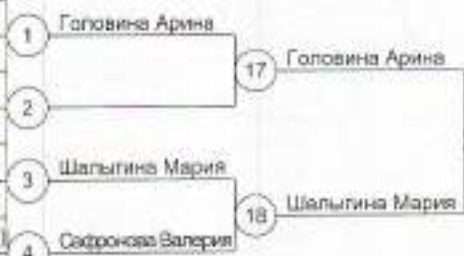 1 Головина Арина
17 Головина Арина
2
3 Шалыгина Мария
18 Шалыгина Мария
4 Сафронова Валерия